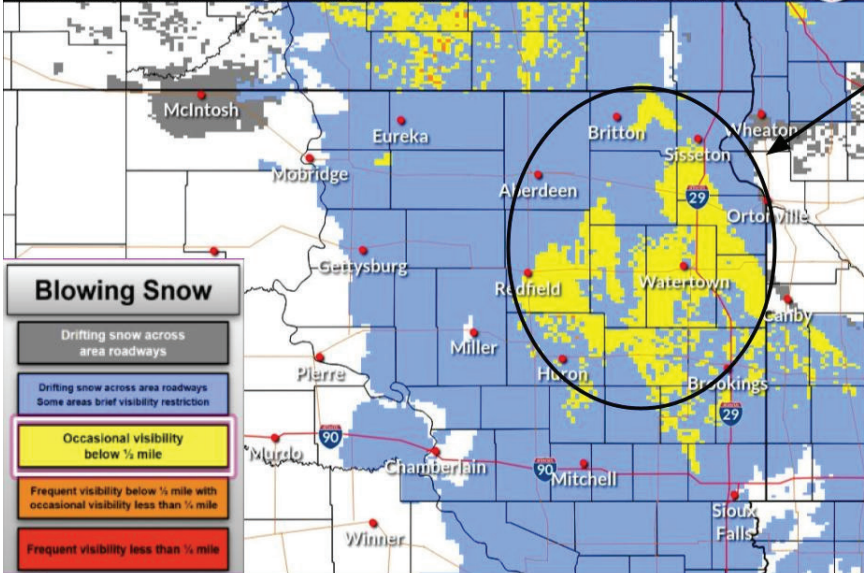 McIntosh
Eureka
Britton
Wheaton
Sisseton
Mobridge
Aberdeen
29
Ortonville
Gettysburg
Redfield
Watertown
Canby
Miller
Pierre
Huron
Brookings
29
90
Murdo
Chamberlain
90
Mitchell
Sioux
Falls
Winner
Blowing Snow
Drifting snow across
area roadways
Drifting snow across area roadways
Some areas brief visibility restriction
Occasional visibility
below ½ mile
Frequent visibility below ½ mile with
occasional visibility less than ¼ mile
Frequent visibility less than ¼ mile